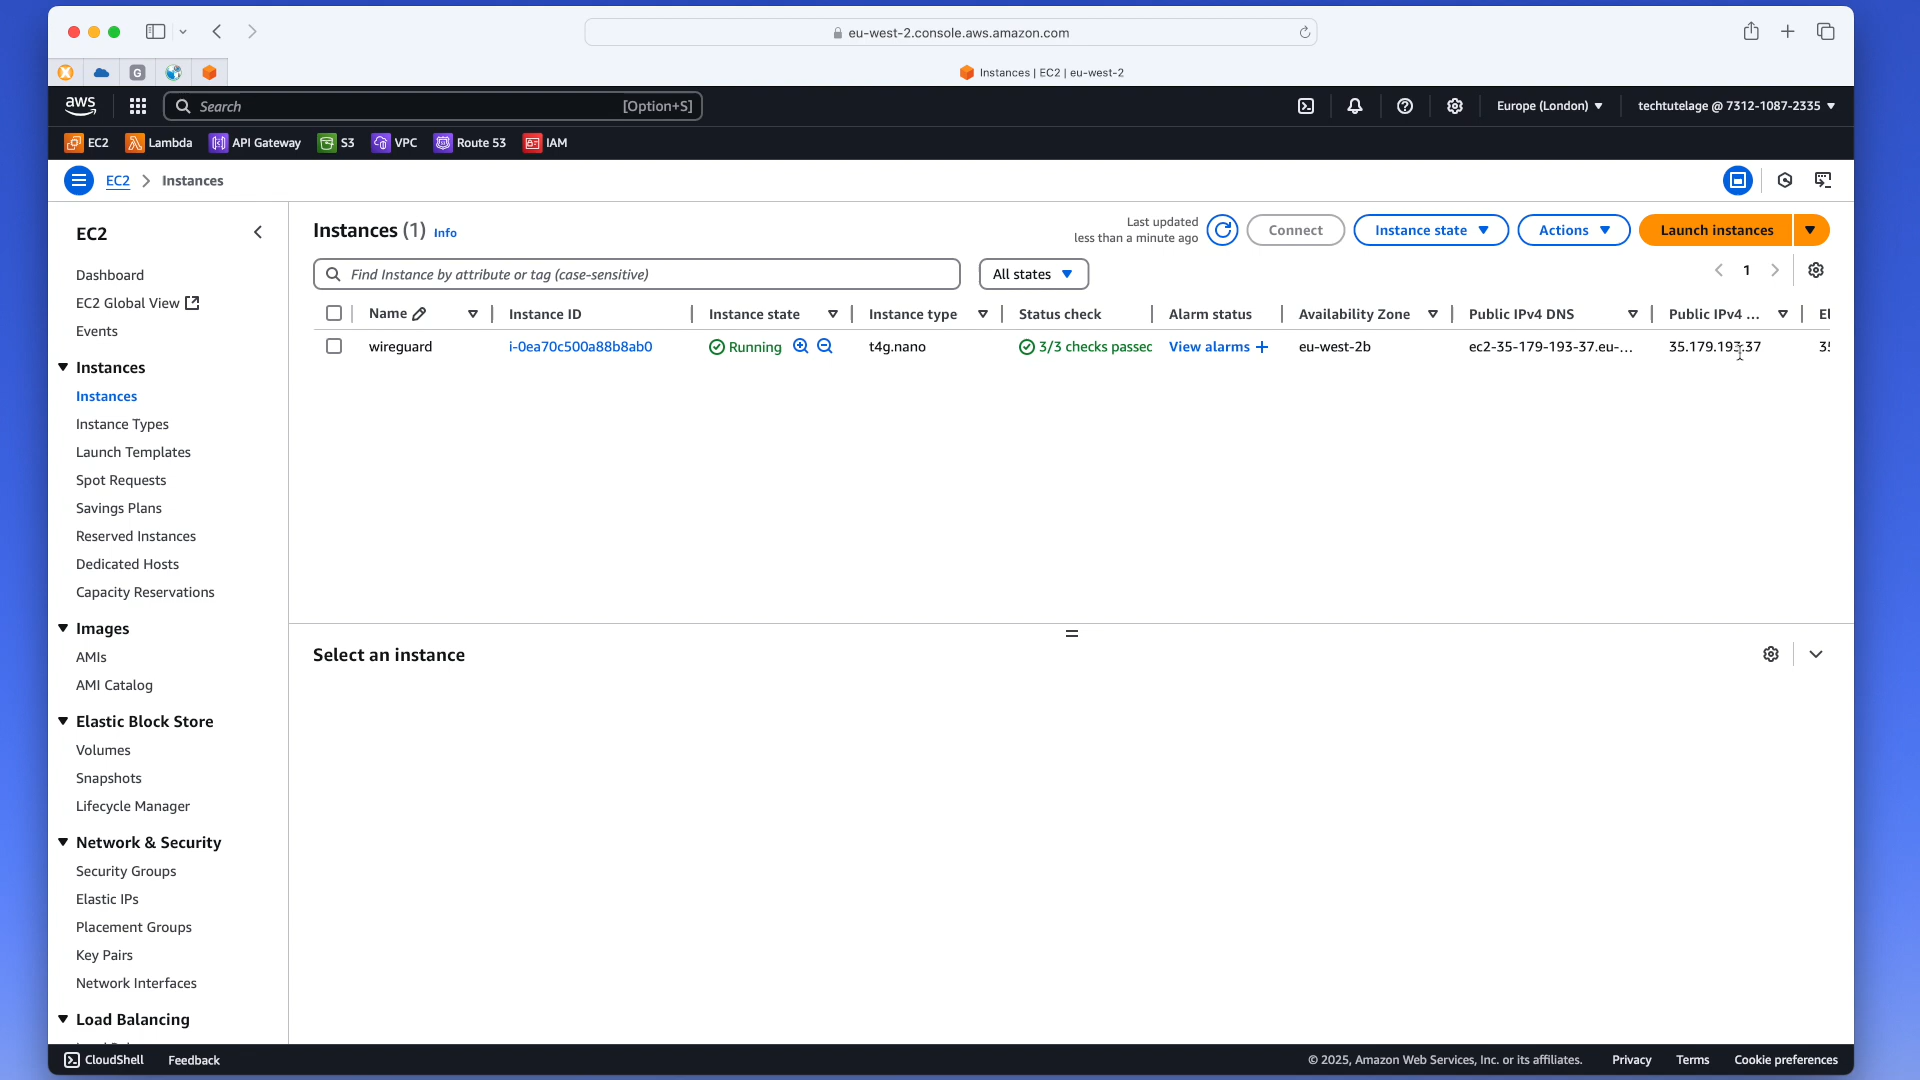 eu-west-2.console.aws.amazon.com
G
Instances | EC2 | eu-west-2
aws
Search
[Option+S]
Europe (London)
techtutelage @ 7312-1087-2335
EC2
Lambda
API Gateway
S3
VPC
Route 53
IAM
EC2
Instances
EC2
Dashboard
EC2 Global View
Events
Instances
Instances
Instance Types
Launch Templates
Spot Requests
Savings Plans
Reserved Instances
Dedicated Hosts
Capacity Reservations
Images
AMIs
AMI Catalog
Elastic Block Store
Volumes
Snapshots
Lifecycle Manager
Network & Security
Security Groups
Elastic IPs
Placement Groups
Key Pairs
Network Interfaces
Load Balancing
Instances (1) Info
Last updated
less than a minute ago
Connect
Instance state
Actions
Launch instances
Find Instance by attribute or tag (case-sensitive)
All states
1
Name
Instance ID
Instance state
Instance type
Status check
Alarm status
Availability Zone
Public IPv4 DNS
Public IPv4 ...
El
wireguard
i-0ea70c500a88b8ab0
Running
t4g.nano
3/3 checks passec
View alarms
eu-west-2b
ec2-35-179-193-37.eu-...
35.179.193.37
Select an instance
CloudShell
Feedback
© 2025, Amazon Web Services, Inc. or its affiliates.
Privacy
Terms
Cookie preferences